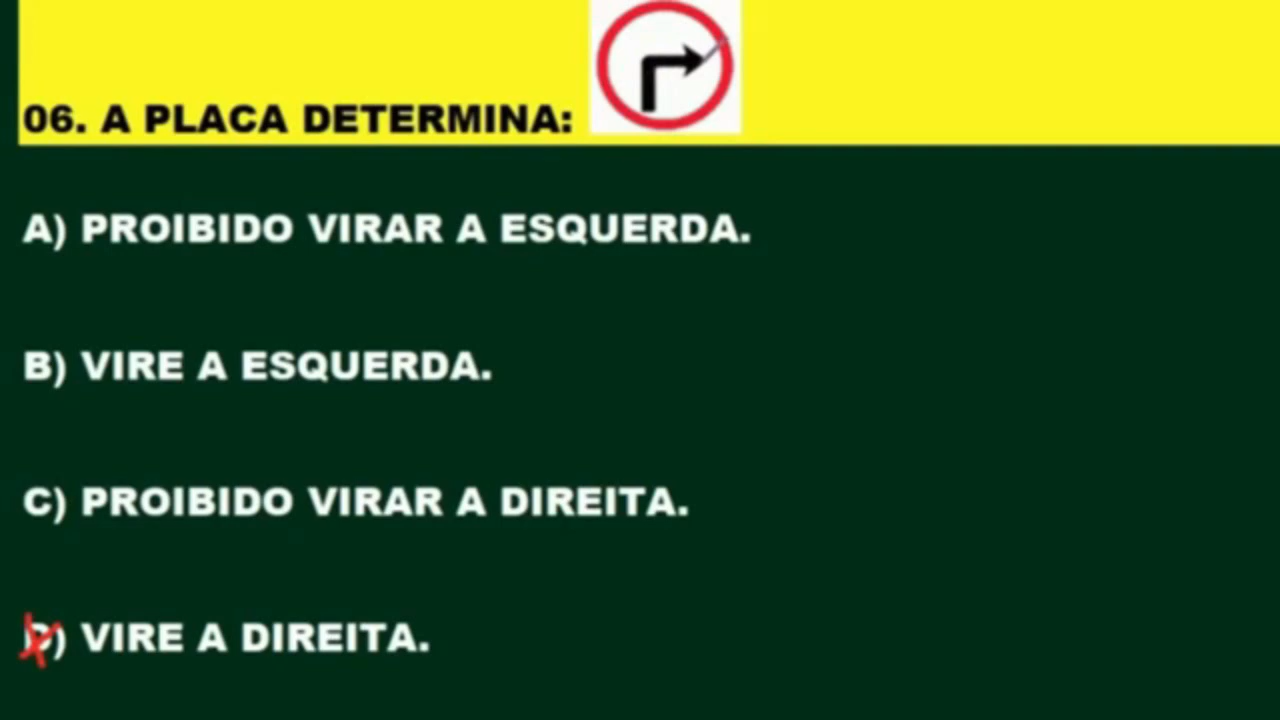 06. A PLACA DETERMINA:
A) PROIBIDO VIRAR A ESQUERDA.
B) VIRE A ESQUERDA.
C) PROIBIDO VIRAR A DIREITA.
D) VIRE A DIREITA.